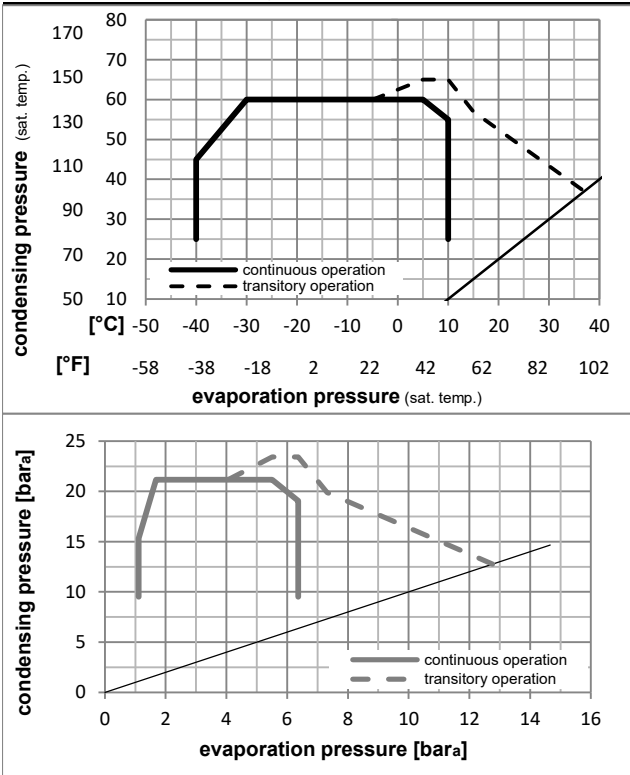 condensing pressure (sat. temp.)
170
150
130
110
90
70
50
80
70
60
50
40
30
20
10
continuous operation
transitory operation
[°C] -50 -40 -30 -20 -10 0 10 20 30 40
[°F] -58 -38 -18 2 22 42 62 82 102
evaporation pressure (sat. temp.)
condensing pressure [bara]
25
20
15
10
5
0
continuous operation
transitory operation
0 2 4 6 8 10 12 14 16
evaporation pressure [bara]